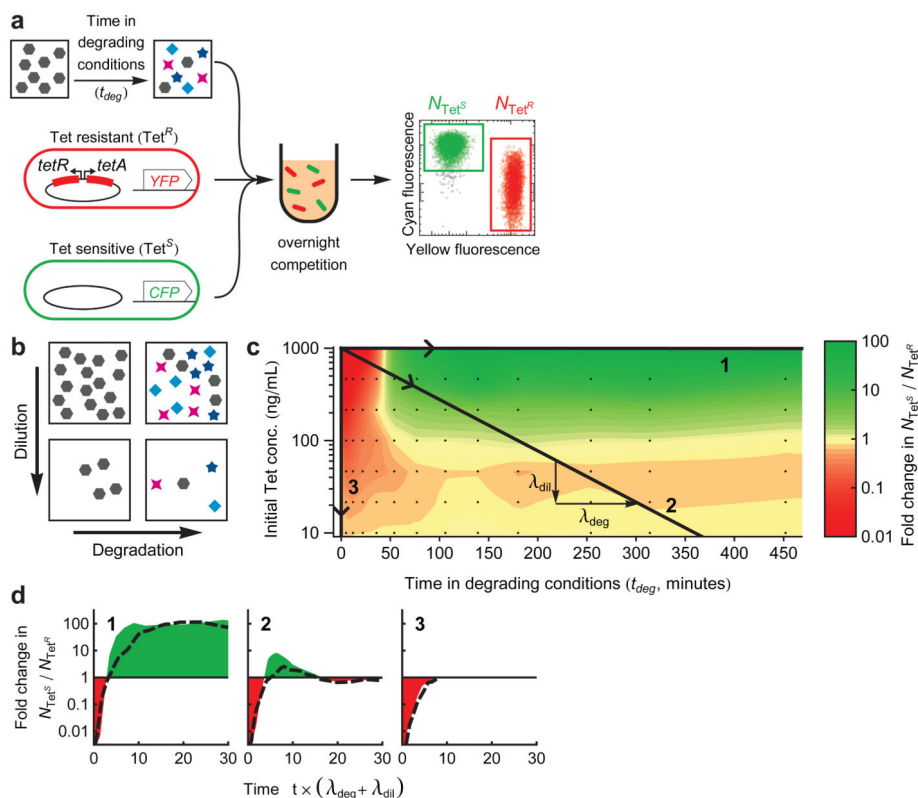 a
Time in
degrading
conditions
(t_deg)
Tet resistant (Tet^R)
tetR tetA
YFP
Tet sensitive (Tet^S)
CFP
overnight
competition
N_Tet^S N_Tet^R
Cyan fluorescence
Yellow fluorescence
b
Dilution
Degradation
c
Initial Tet conc. (ng/mL)
1000
100
10
1
2
3
λ_dil
λ_deg
0 50 100 150 200 250 300 350 400 450
Time in degrading conditions (t_deg, minutes)
100
10
1
0.1
0.01
Fold change in N_Tet^S / N_Tet^R
d
Fold change in
N_Tet^S / N_Tet^R
100
10
1
0.1
0.01
1
2
3
0 10 20 30 0 10 20 30 0 10 20 30
Time t × (λ_deg + λ_dil)